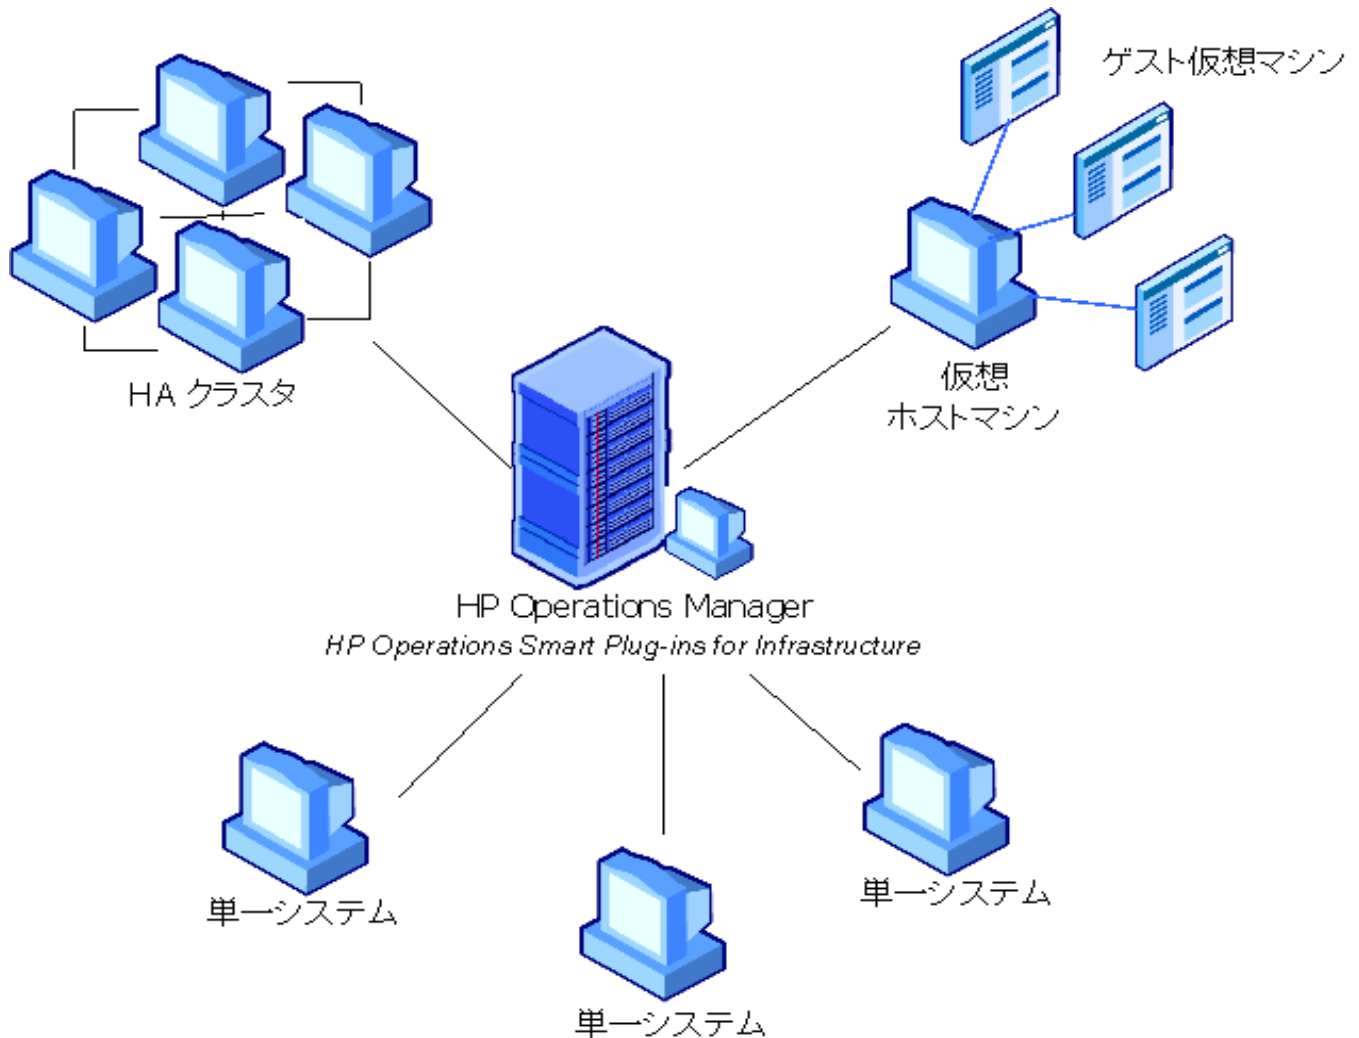 ゲスト仮想マシン
HA クラスタ
仮想
ホストマシン
HP Operations Manager
HP Operations Smart Plug-ins for Infrastructure
単一システム
単一システム
単一システム